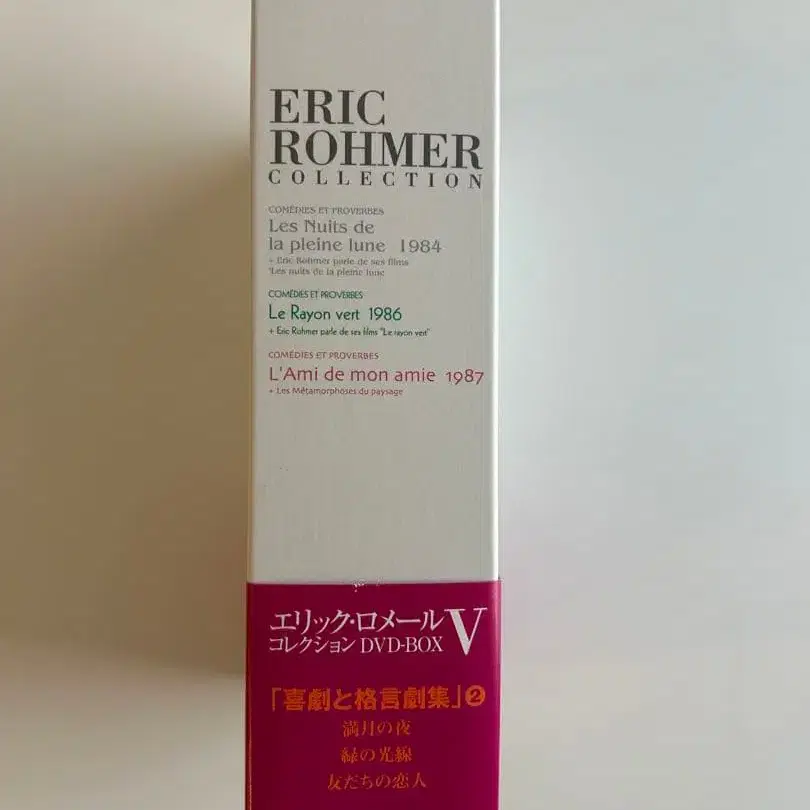 ERIC
ROHMER
COLLECTION
COMÉDIES ET PROVERBES
Les Nuits de
la pleine lune 1984
+ Eric Rohmer parle de ses films
"Les nuits de la pleine lune
COMÉDIES ET PROVERBES
Le Rayon vert 1986
+ Eric Rohmer parle de ses films "Le rayon vert"
COMÉDIES ET PROVERBES
L'Ami de mon amie 1987
+ Les Métamorphoses du paysage
エリック・ロメール
コレクション DVD-BOX V
「喜劇と格言劇集」❷
満月の夜
緑の光線
友だちの恋人